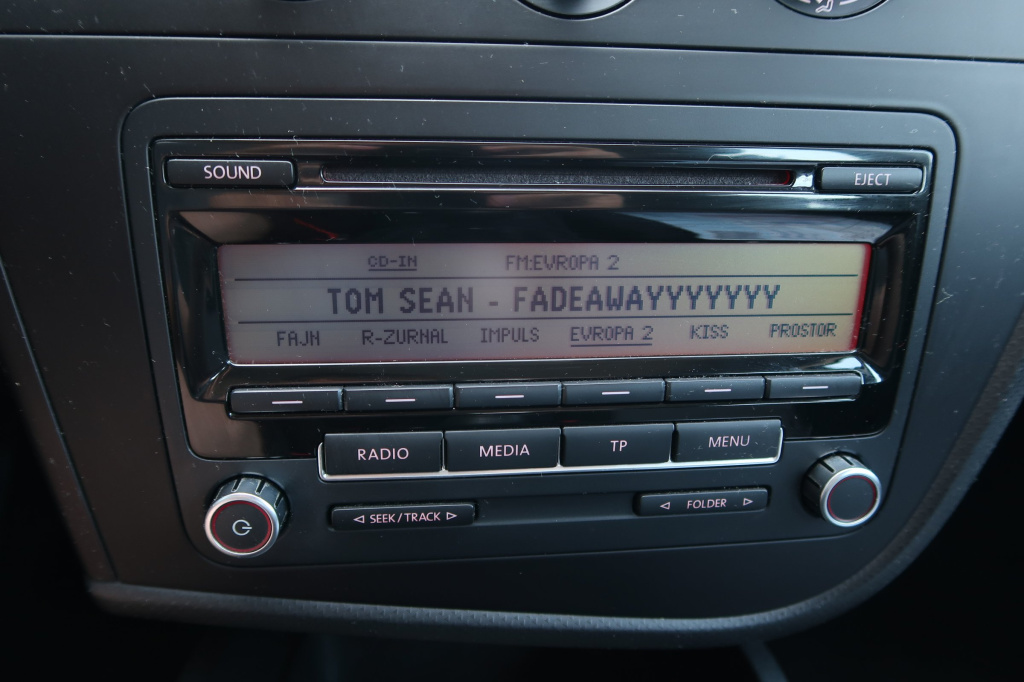 SOUND EJECT
CD-IN FM:EVROPA 2
TOM SEAN - FADEAWAYYYYYYY
FAJN R-ZURNAL IMPULS EVROPA 2 KISS PROSTOR
RADIO MEDIA TP MENU
SEEK/TRACK FOLDER